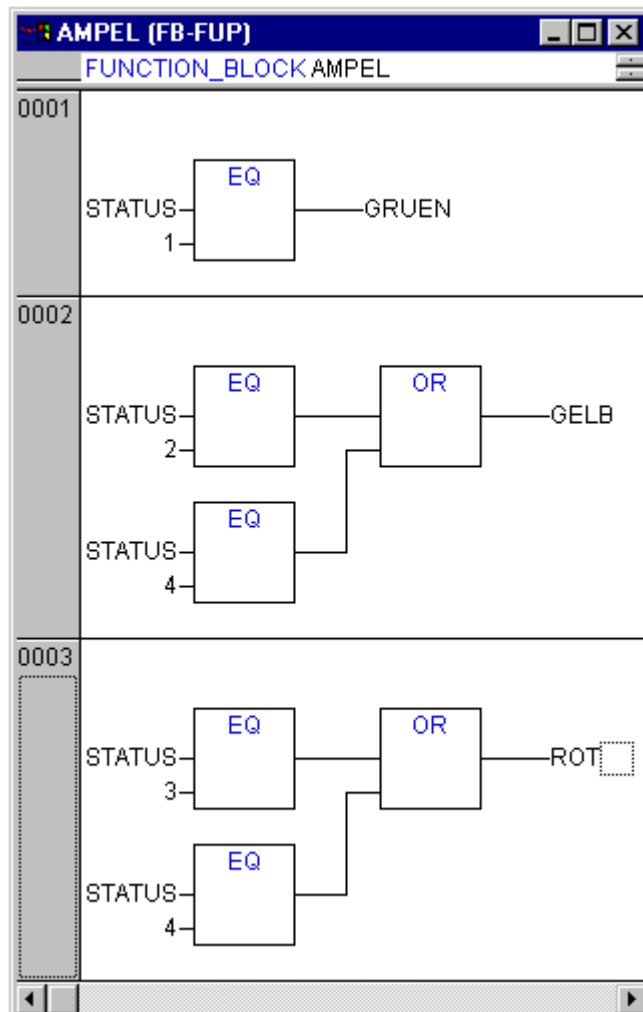 AMPEL (FB-FUP)
FUNCTION_BLOCK AMPEL
0001
EQ
STATUS
GRUEN
1
0002
EQ
OR
STATUS
GELB
2
EQ
STATUS
4
0003
EQ
OR
STATUS
ROT
3
EQ
STATUS
4